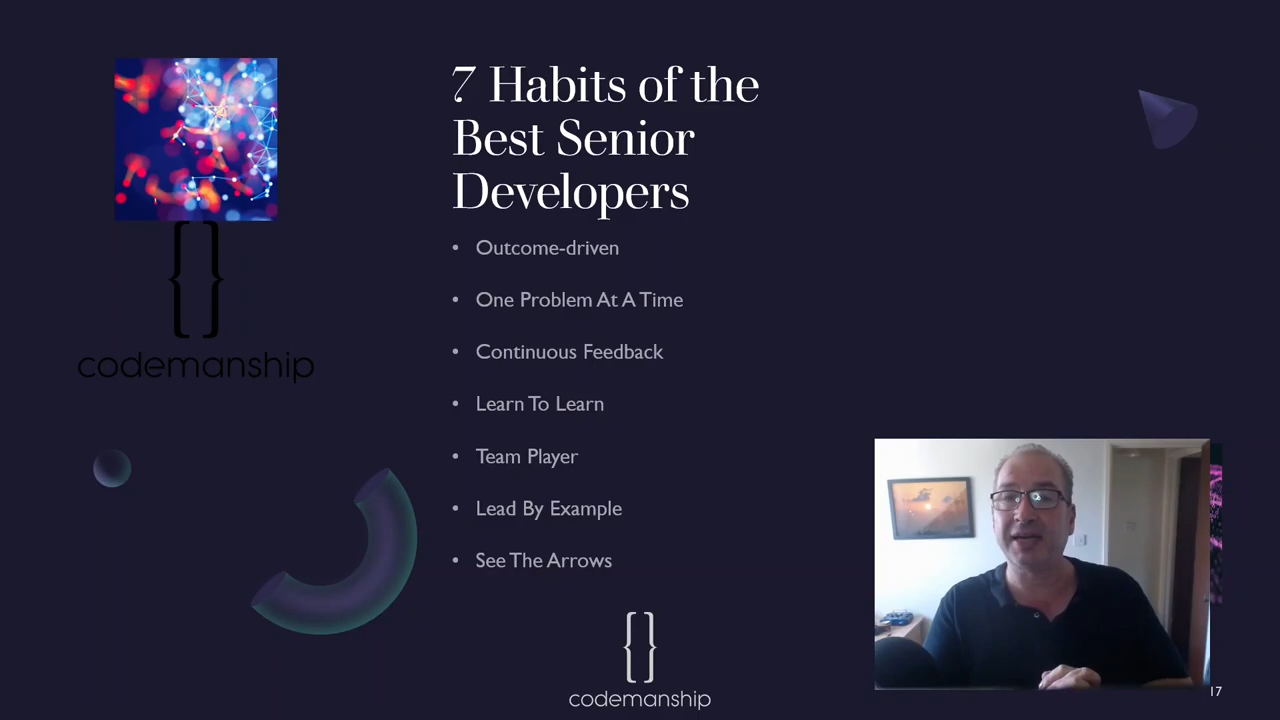 7 Habits of the
Best Senior
Developers
• Outcome-driven
• One Problem At A Time
• Continuous Feedback
• Learn To Learn
• Team Player
• Lead By Example
• See The Arrows
{}
codemanship
{}
codemanship
17